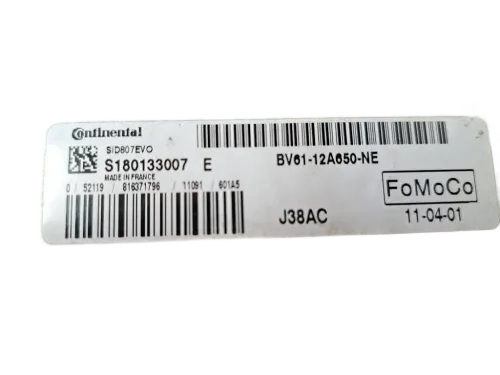 Continental
SID807EVO
S180133007 E
MADE IN FRANCE
0 / 52119 / 816371796 / 11091 / 601A5
BV61-12A650-NE
FoMoCo
J38AC
11-04-01